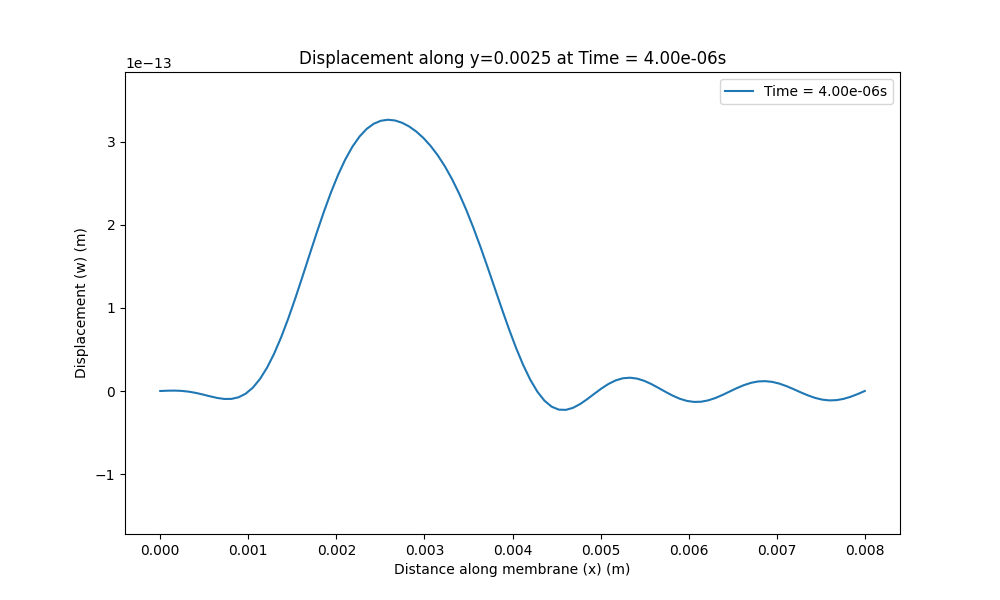 Displacement along y=0.0025 at Time = 4.00e-06s
1e−13
Time = 4.00e-06s
3
2
1
0
−1
Displacement (w) (m)
0.000 0.001 0.002 0.003 0.004 0.005 0.006 0.007 0.008
Distance along membrane (x) (m)